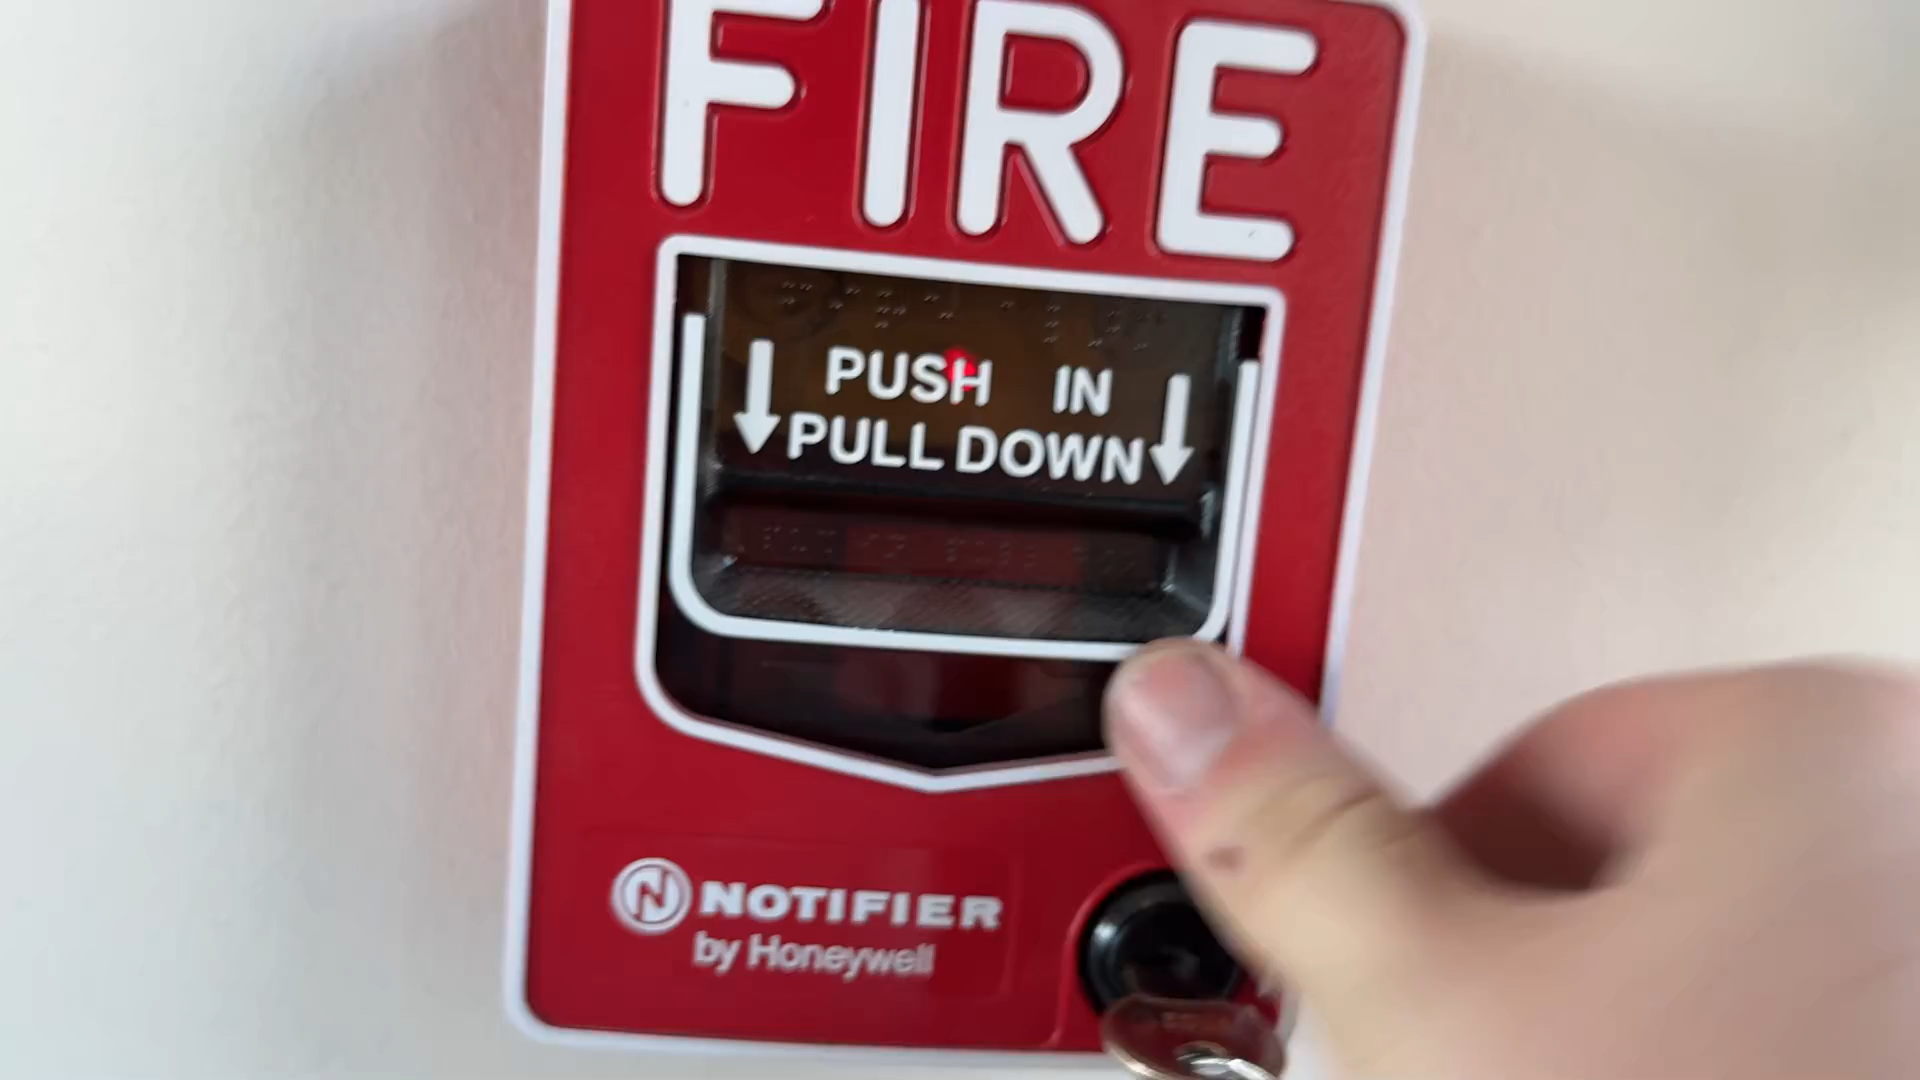 FIRE
PUSH IN
PULL DOWN
N NOTIFIER
by Honeywell